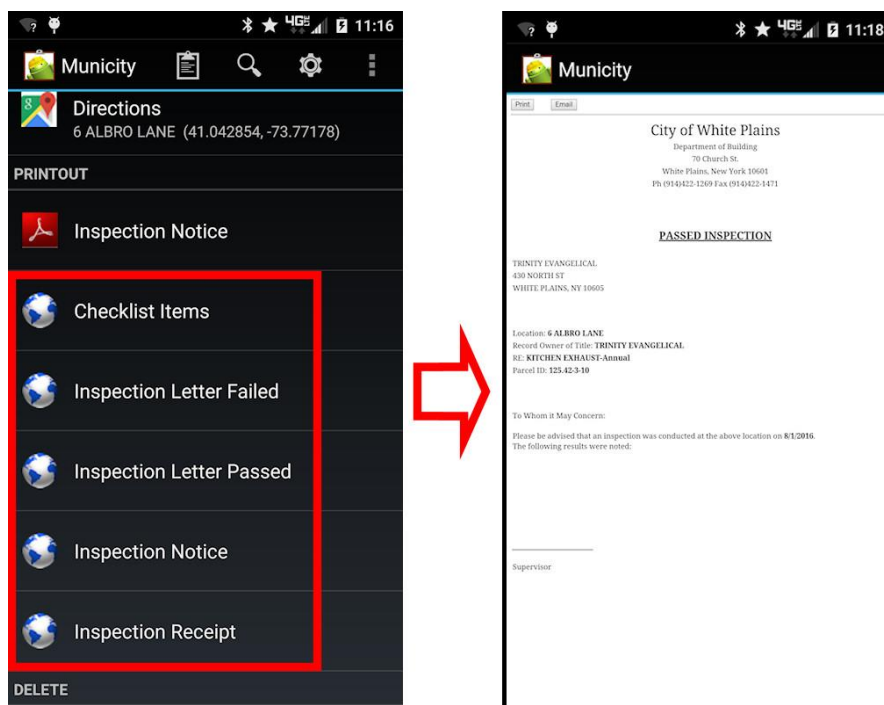 4GE 11:16
Municity
Directions
6 ALBRO LANE (41.042854, -73.77178)
PRINTOUT
Inspection Notice
Checklist Items
Inspection Letter Failed
Inspection Letter Passed
Inspection Notice
Inspection Receipt
DELETE
4GE 11:18
Municity
Print Email
City of White Plains
Department of Building
70 Church St.
White Plains, New York 10601
Ph (914)422-1269 Fax (914)422-1471
PASSED INSPECTION
TRINITY EVANGELICAL
430 NORTH ST
WHITE PLAINS, NY 10605
Location: 6 ALBRO LANE
Record Owner of Title: TRINITY EVANGELICAL
RE: KITCHEN EXHAUST-Annual
Parcel ID: 125.42-3-10
To Whom it May Concern:
Please be advised that an inspection was conducted at the above location on 8/1/2016.
The following results were noted:
Supervisor